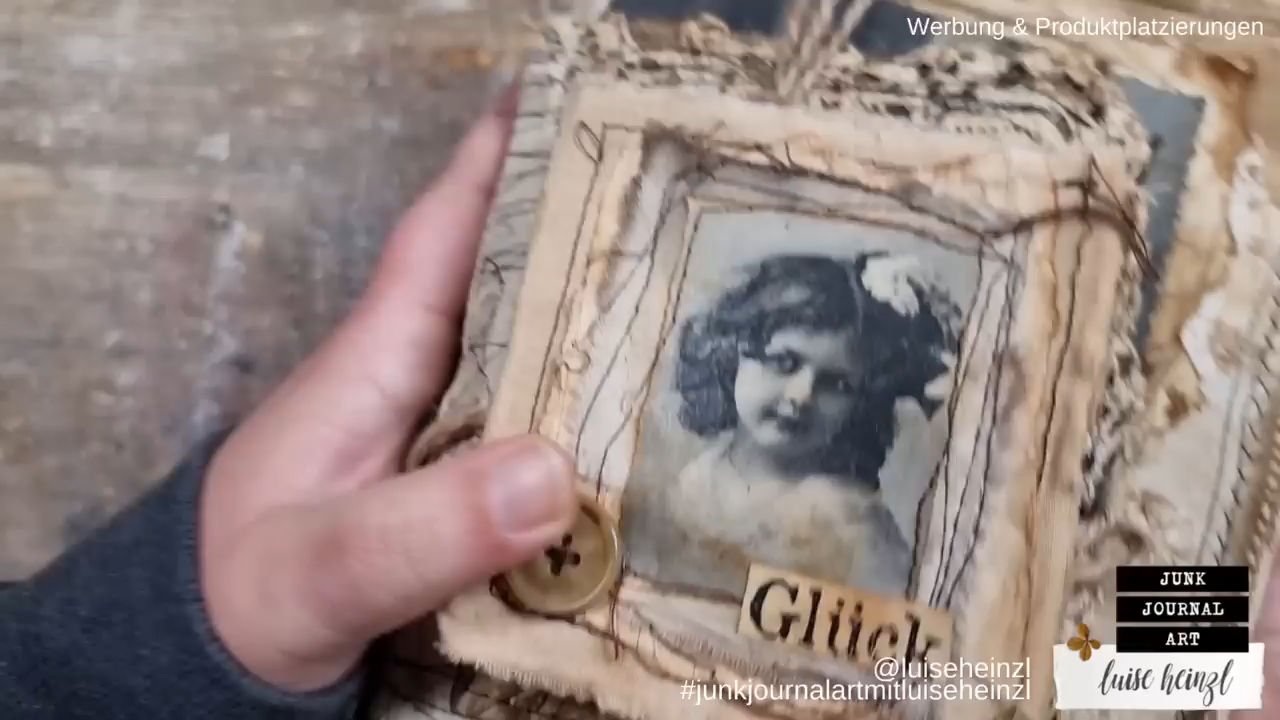 Werbung & Produktplatzierungen
Glück
JUNK
JOURNAL
ART
@luiseheinzl
#junkjournalartmitluiseheinzl
luise heinzl